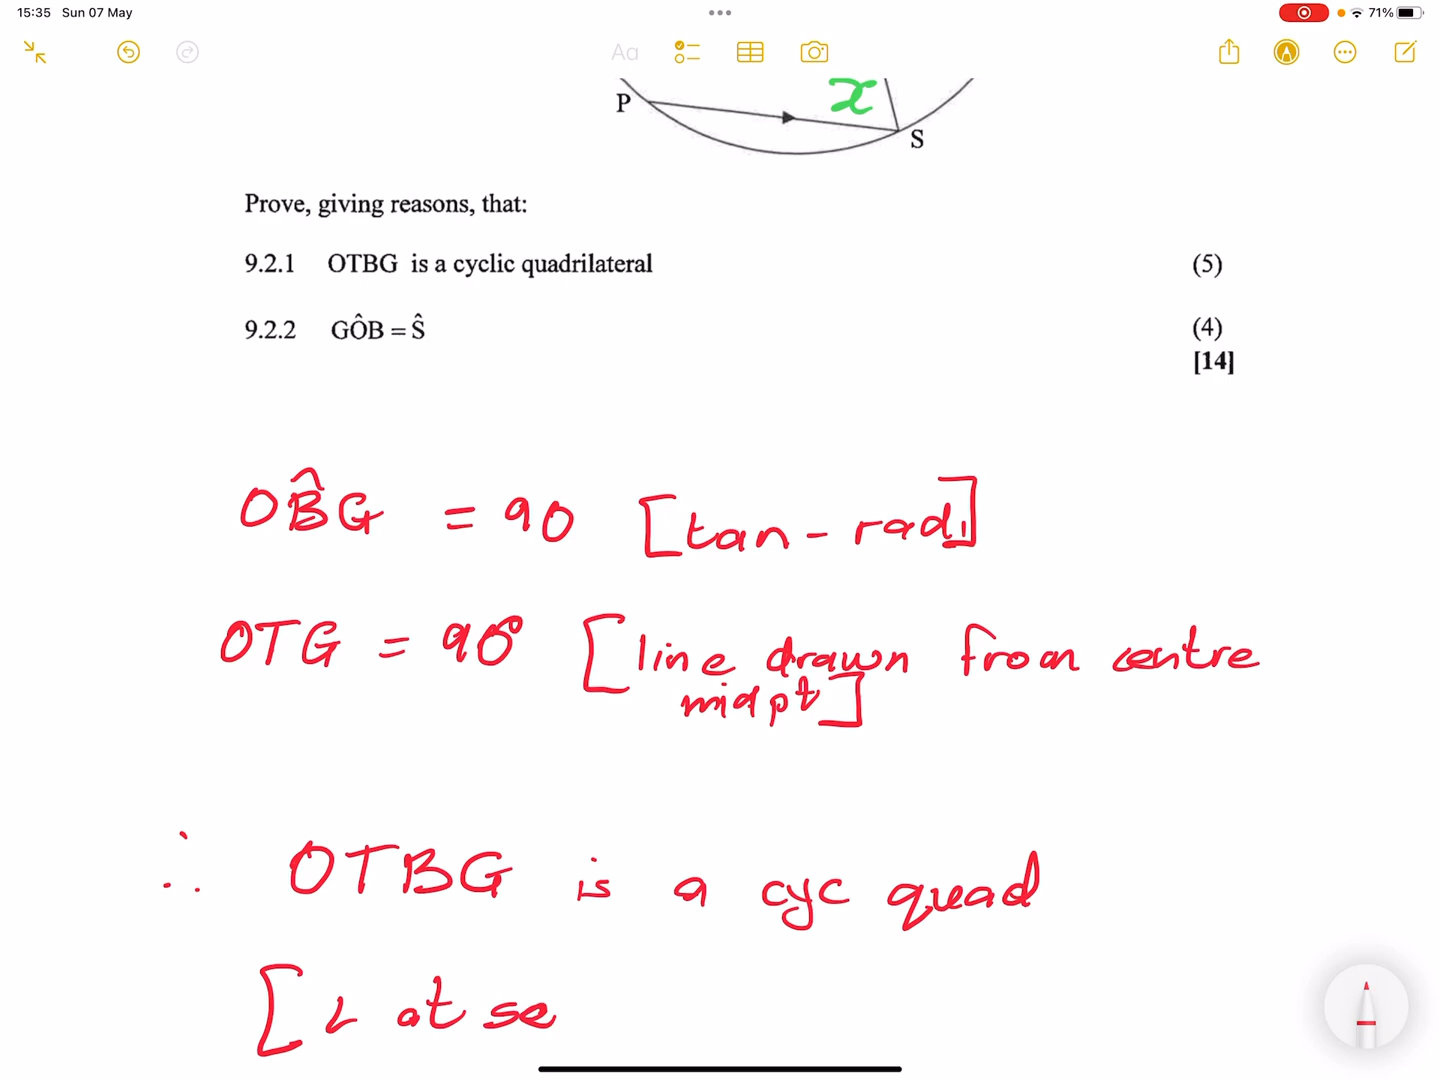 15:35 Sun 07 May
71%
Aa
x
P
S
Prove, giving reasons, that:
9.2.1 OTBG is a cyclic quadrilateral (5)
9.2.2 GÔB = Ŝ (4)
[14]
OB̂G = 90 [tan - rad]
OTG = 90° [line drawn from centre
midpt]
∴ OTBG is a cyc quad
[∠ at se